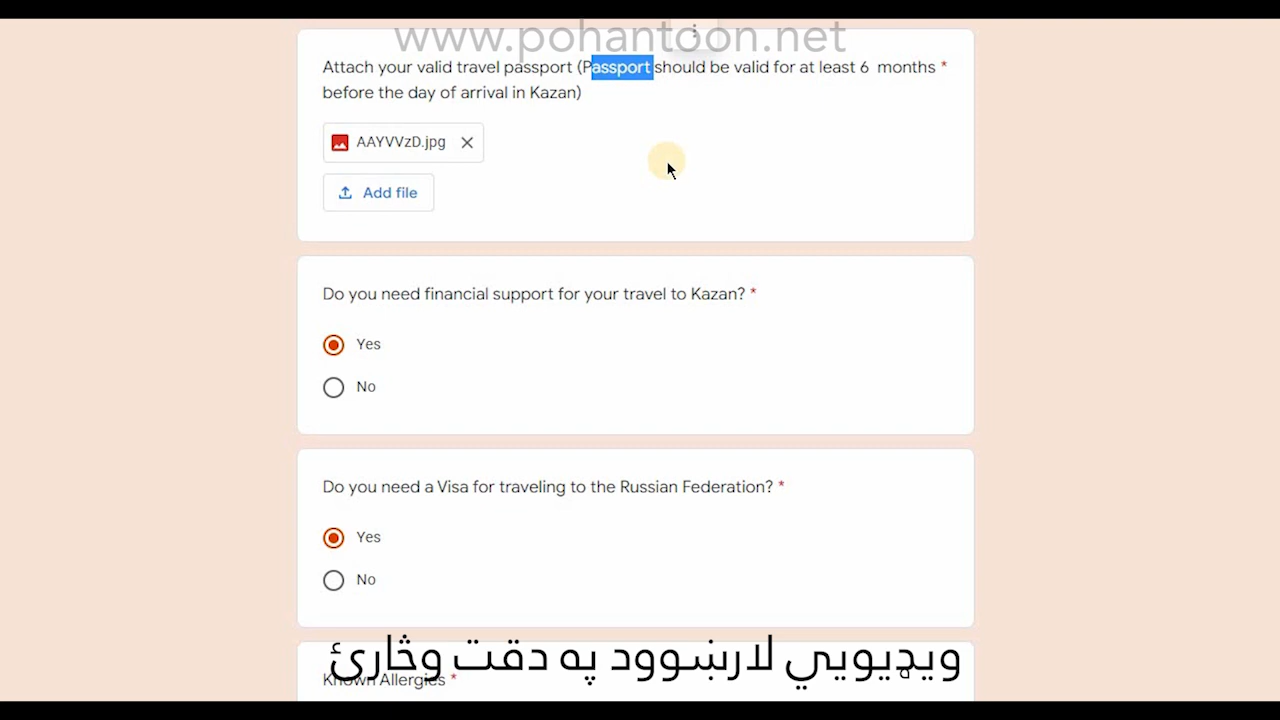 www.pohantoon.net
Attach your valid travel passport (Passport should be valid for at least 6 months *
before the day of arrival in Kazan)
AAYVVzD.jpg
Add file
Do you need financial support for your travel to Kazan? *
Yes
No
Do you need a Visa for traveling to the Russian Federation? *
Yes
No
ویډیويي لارښوود په دقت وڅارئ
Known Allergies *